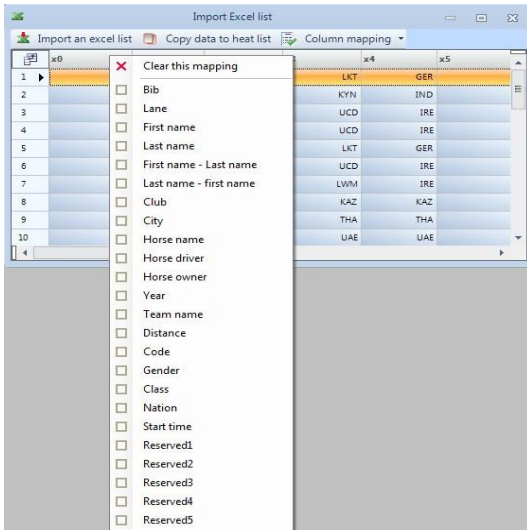 Import Excel list
Import an excel list Copy data to heat list Column mapping
x0 x4 x5
1 LKT GER
2 KYN IND
3 UCD IRE
4 UCD IRE
5 LKT GER
6 UCD IRE
7 LWM IRE
8 KAZ KAZ
9 THA THA
10 UAE UAE
Clear this mapping
Bib
Lane
First name
Last name
First name - Last name
Last name - first name
Club
City
Horse name
Horse driver
Horse owner
Year
Team name
Distance
Code
Gender
Class
Nation
Start time
Reserved1
Reserved2
Reserved3
Reserved4
Reserved5